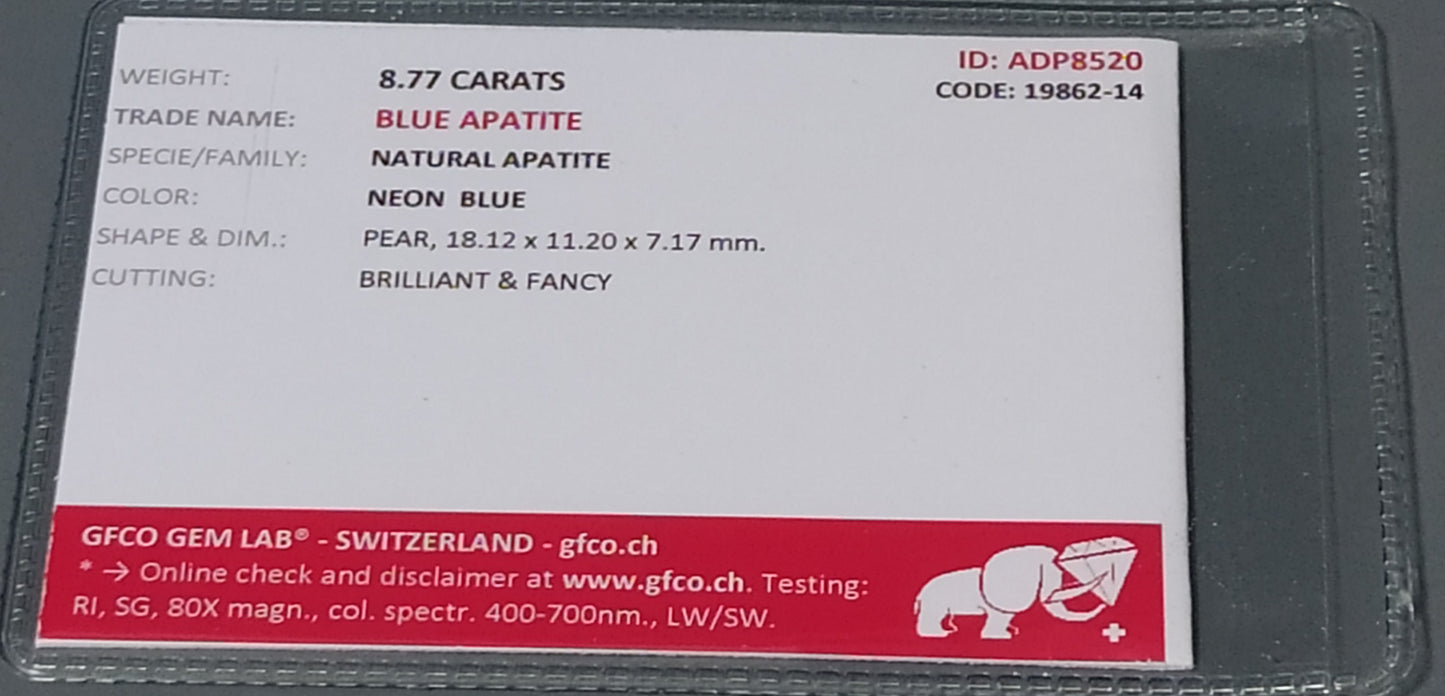 ID: ADP8520
CODE: 19862-14
WEIGHT: 8.77 CARATS
TRADE NAME: BLUE APATITE
SPECIE/FAMILY: NATURAL APATITE
COLOR: NEON BLUE
SHAPE & DIM.: PEAR, 18.12 x 11.20 x 7.17 mm.
CUTTING: BRILLIANT & FANCY
GFCO GEM LAB® - SWITZERLAND - gfco.ch
* → Online check and disclaimer at www.gfco.ch. Testing:
RI, SG, 80X magn., col. spectr. 400-700nm., LW/SW.